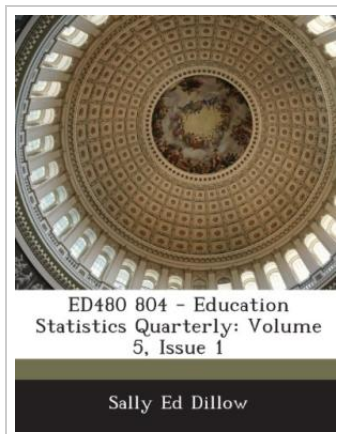 ED480 804 - Education
Statistics Quarterly: Volume
5, Issue 1
Sally Ed Dillow